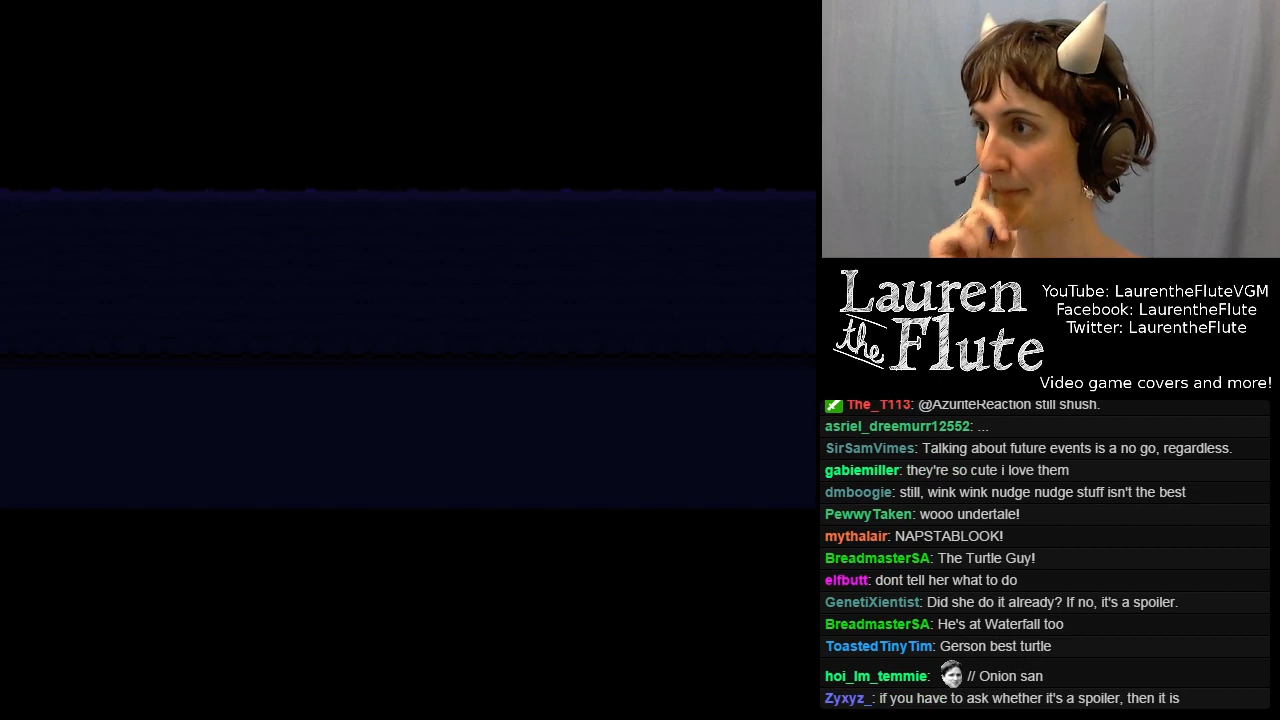 Lauren
the Flute
YouTube: LaurentheFluteVGM
Facebook: LaurentheFlute
Twitter: LaurentheFlute
Video game covers and more!
The_T113: @AzuriteReaction still shush.
asriel_dreemurr12552: ...
SirSamVimes: Talking about future events is a no go, regardless.
gabiemiller: they're so cute i love them
dmboogie: still, wink wink nudge nudge stuff isn't the best
PewwyTaken: wooo undertale!
mythalair: NAPSTABLOOK!
BreadmasterSA: The Turtle Guy!
elfbutt: dont tell her what to do
GenetiXientist: Did she do it already? If no, it's a spoiler.
BreadmasterSA: He's at Waterfall too
ToastedTinyTim: Gerson best turtle
hoi_Im_temmie: // Onion san
Zyxyz_: if you have to ask whether it's a spoiler, then it is